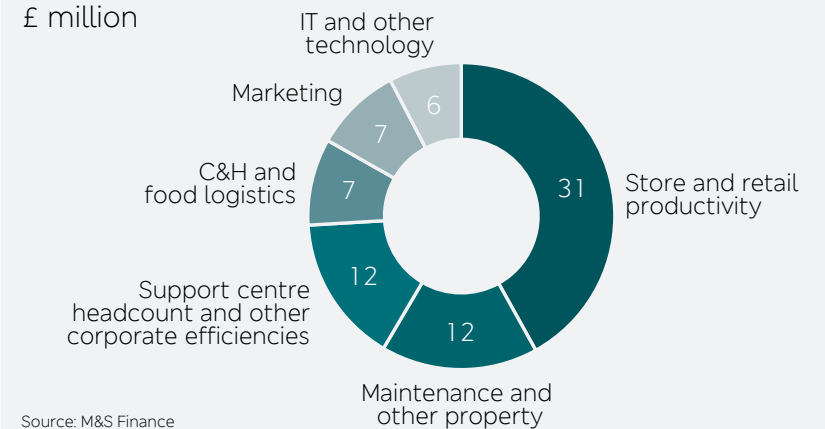 £ million
IT and other
technology
6
Marketing
7
C&H and
food logistics
7
31
Store and retail
productivity
Support centre
headcount and other
corporate efficiencies
12
12
Maintenance and
other property
Source: M&S Finance